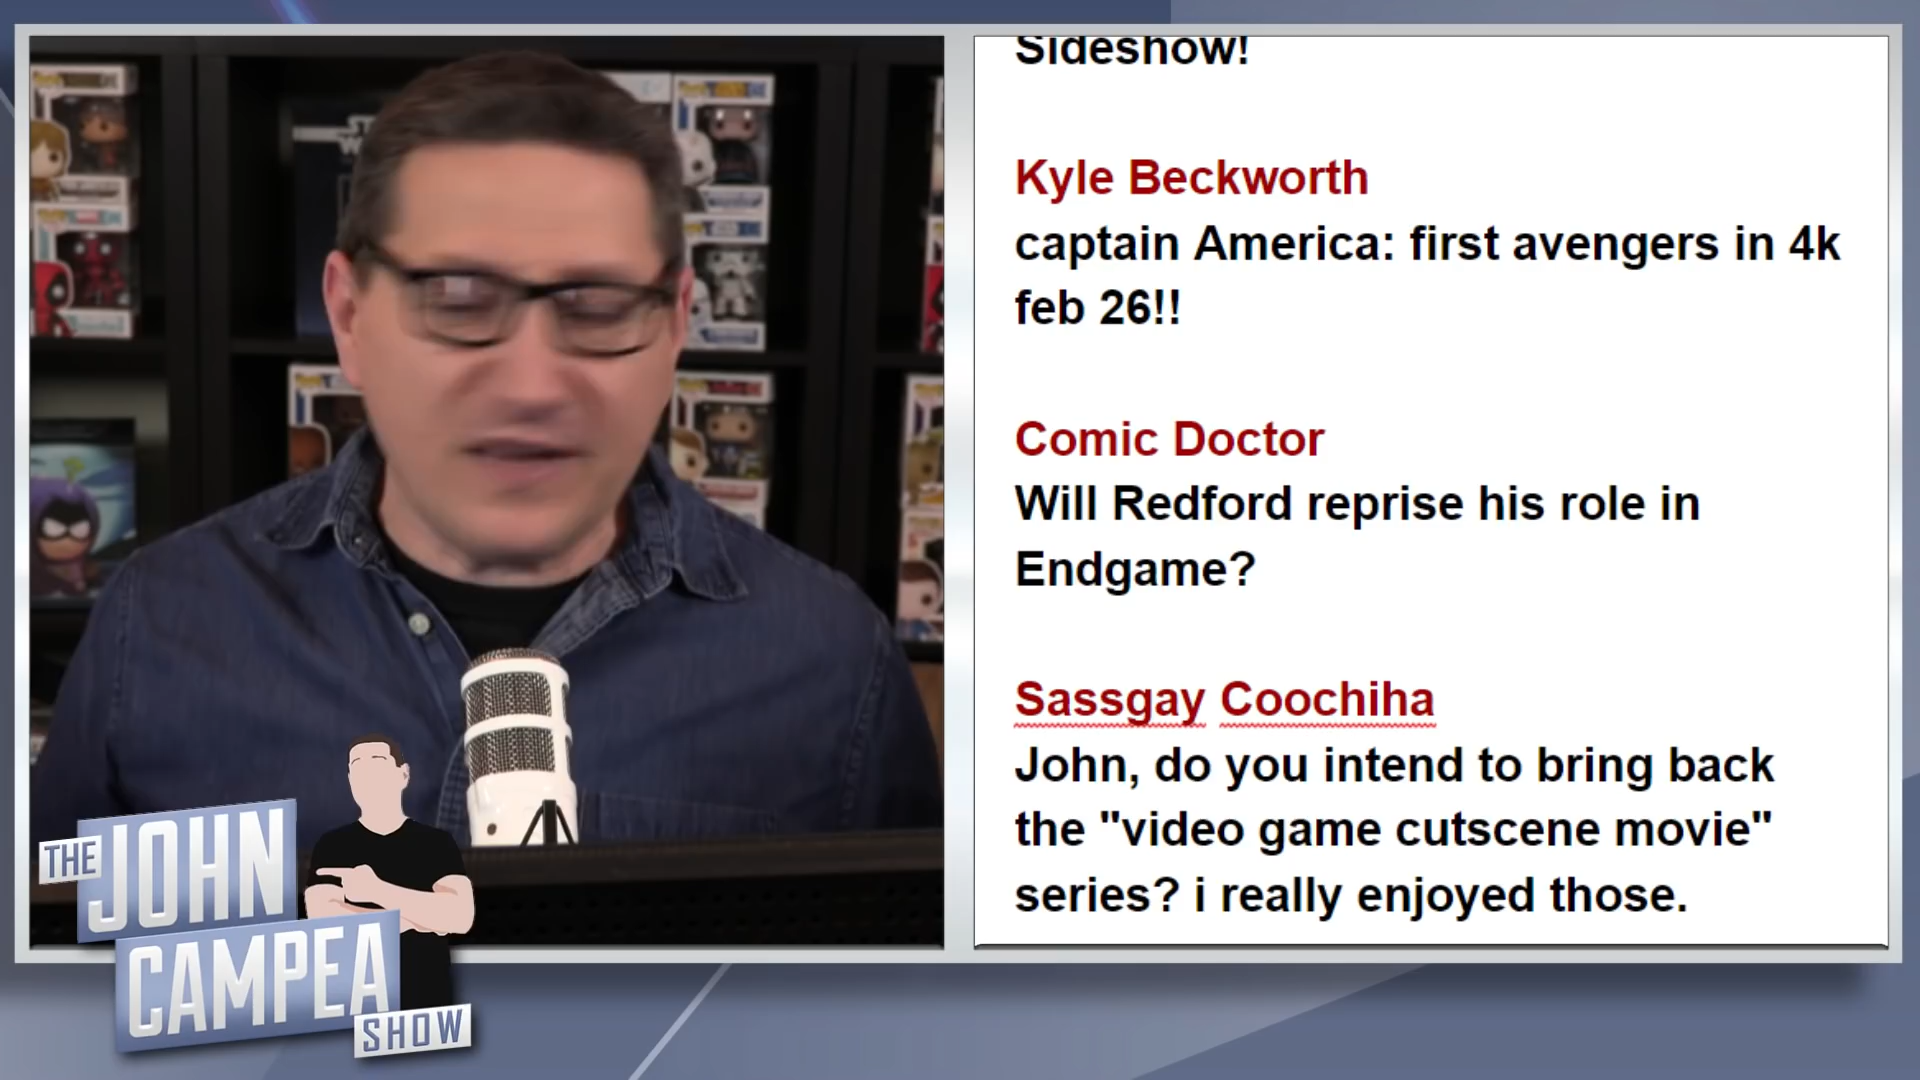 Sideshow!
Kyle Beckworth
captain America: first avengers in 4k
feb 26!!
Comic Doctor
Will Redford reprise his role in
Endgame?
Sassgay Coochiha
John, do you intend to bring back
the "video game cutscene movie"
series? i really enjoyed those.
THE
JOHN
CAMPEA
SHOW